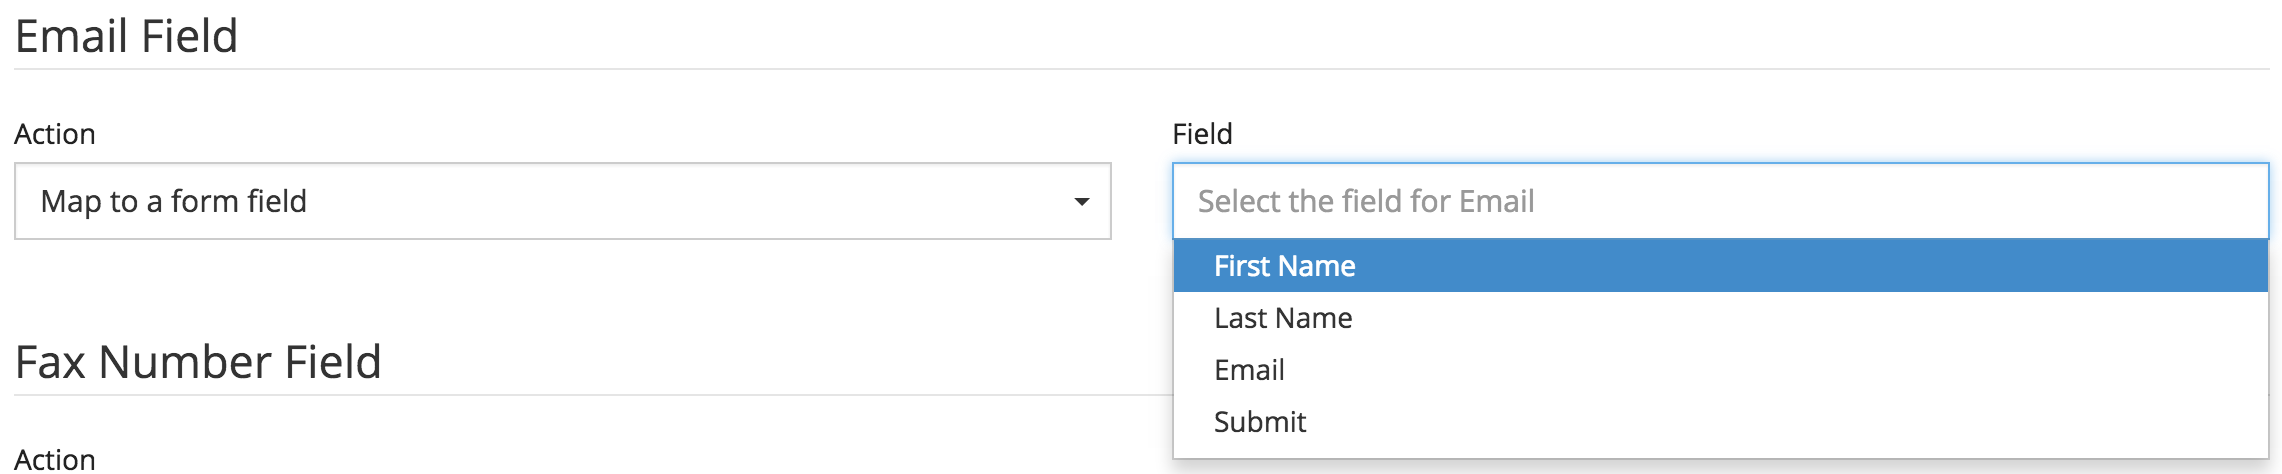 Email Field
Action
Field
Map to a form field
Select the field for Email
First Name
Last Name
Email
Submit
Fax Number Field
Action